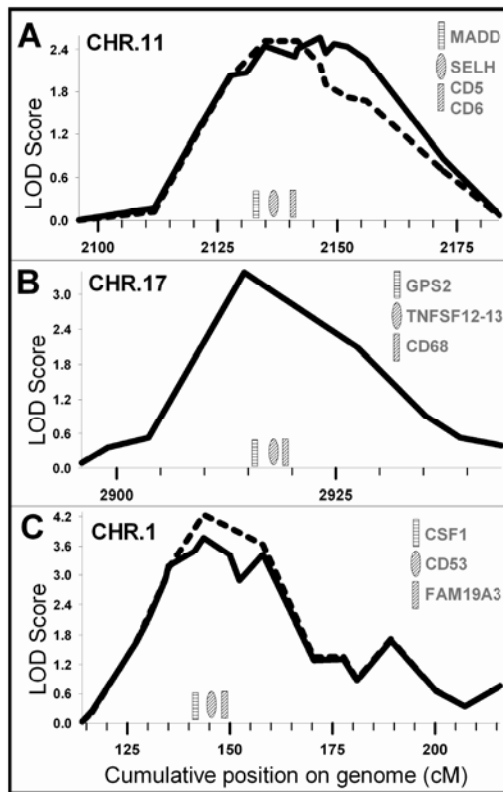 A
CHR.11
LOD Score
2.4
1.8
1.2
0.6
0.0
MADD
SELH
CD5
CD6
2100
2125
2150
2175
B
CHR.17
LOD Score
3.0
2.4
1.8
1.2
0.6
0.0
GPS2
TNFSF12-13
CD68
2900
2925
C
CHR.1
LOD Score
4.2
3.6
3.0
2.4
1.8
1.2
0.6
0.0
CSF1
CD53
FAM19A3
125
150
175
200
Cumulative position on genome (cM)